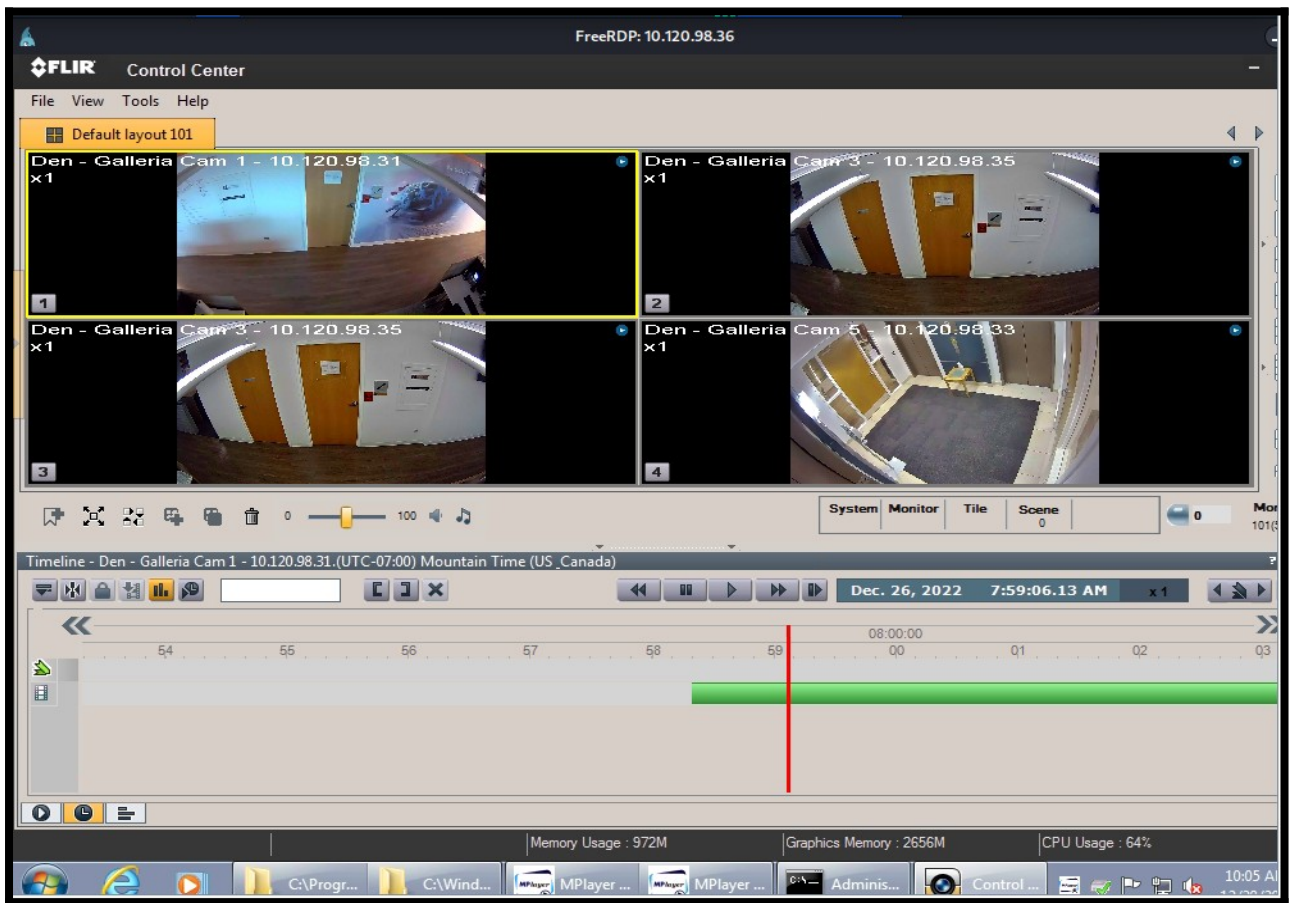 FreeRDP: 10.120.98.36
FLIR Control Center
File View Tools Help
Default layout 101
Den - Galleria Cam 1 - 10.120.98.31
x1
1
Den - Galleria Cam 3 - 10.120.98.35
x1
2
Den - Galleria Cam 3 - 10.120.98.35
x1
3
Den - Galleria Cam 5 - 10.120.98.33
x1
4
0 100
System Monitor Tile Scene
0
0
101
Timeline - Den - Galleria Cam 1 - 10.120.98.31.(UTC-07:00) Mountain Time (US_Canada)
Dec. 26, 2022 7:59:06.13 AM x 1
08:00:00
54 55 56 57 58 59 00 01 02 03
Memory Usage : 972M Graphics Memory : 2656M CPU Usage : 64%
C:\Progr... C:\Wind... MPlayer ... MPlayer ... Adminis... Control ... 10:05